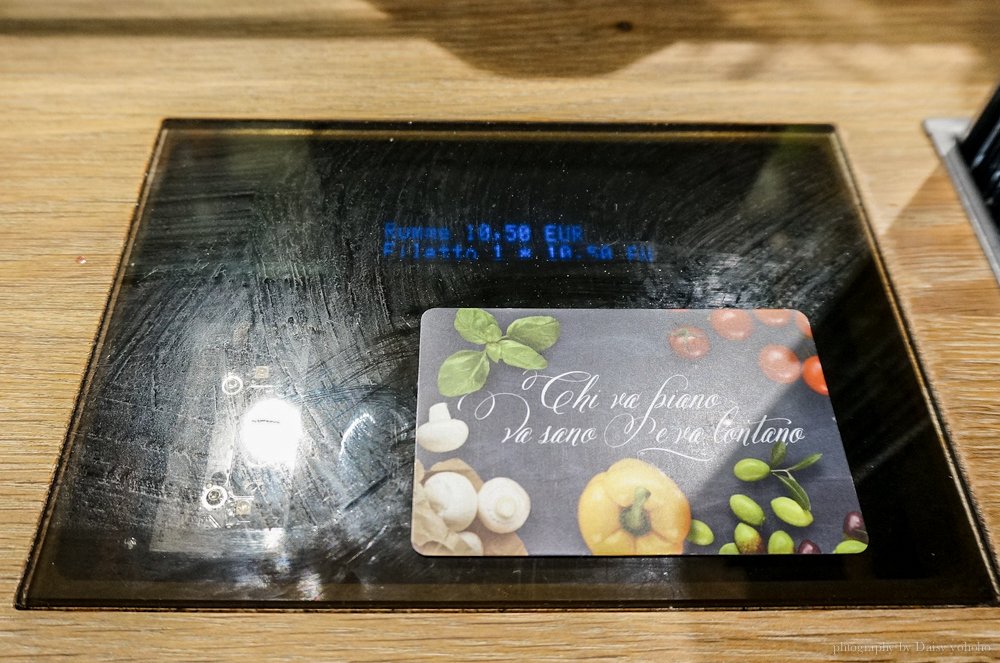 Summe 10.50 EUR
Filetto 1 * 10.50 EU
Chi va piano
va sano e va lontano
photography by Daisy yohoho